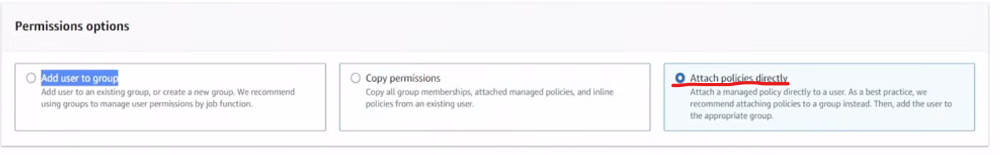 Permissions options
Add user to group
Add user to an existing group, or create a new group. We recommend
using groups to manage user permissions by job function.
Copy permissions
Copy all group memberships, attached managed policies, and inline
policies from an existing user.
Attach policies directly
Attach a managed policy directly to a user. As a best practice, we
recommend attaching policies to a group instead. Then, add the user to
the appropriate group.